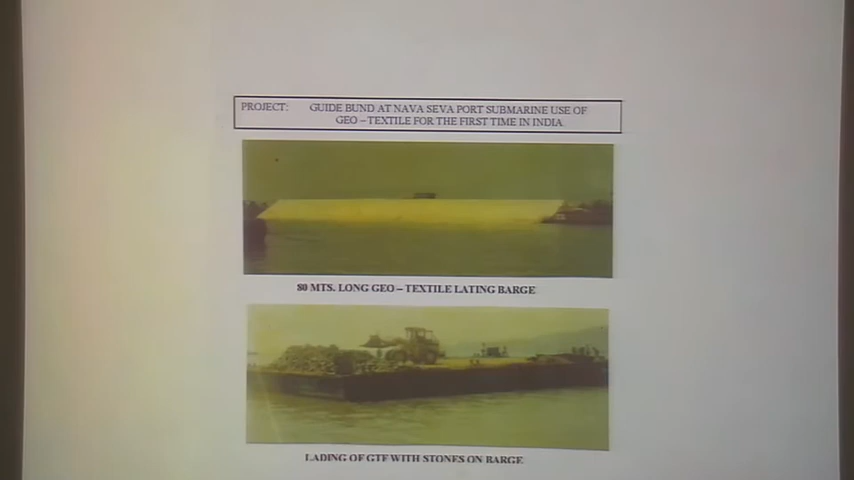 PROJECT: GUIDE BUND AT NAVA SEVA PORT SUBMARINE USE OF
GEO – TEXTILE FOR THE FIRST TIME IN INDIA
80 MTS. LONG GEO – TEXTILE LATING BARGE
LADING OF GTF WITH STONES ON BARGE